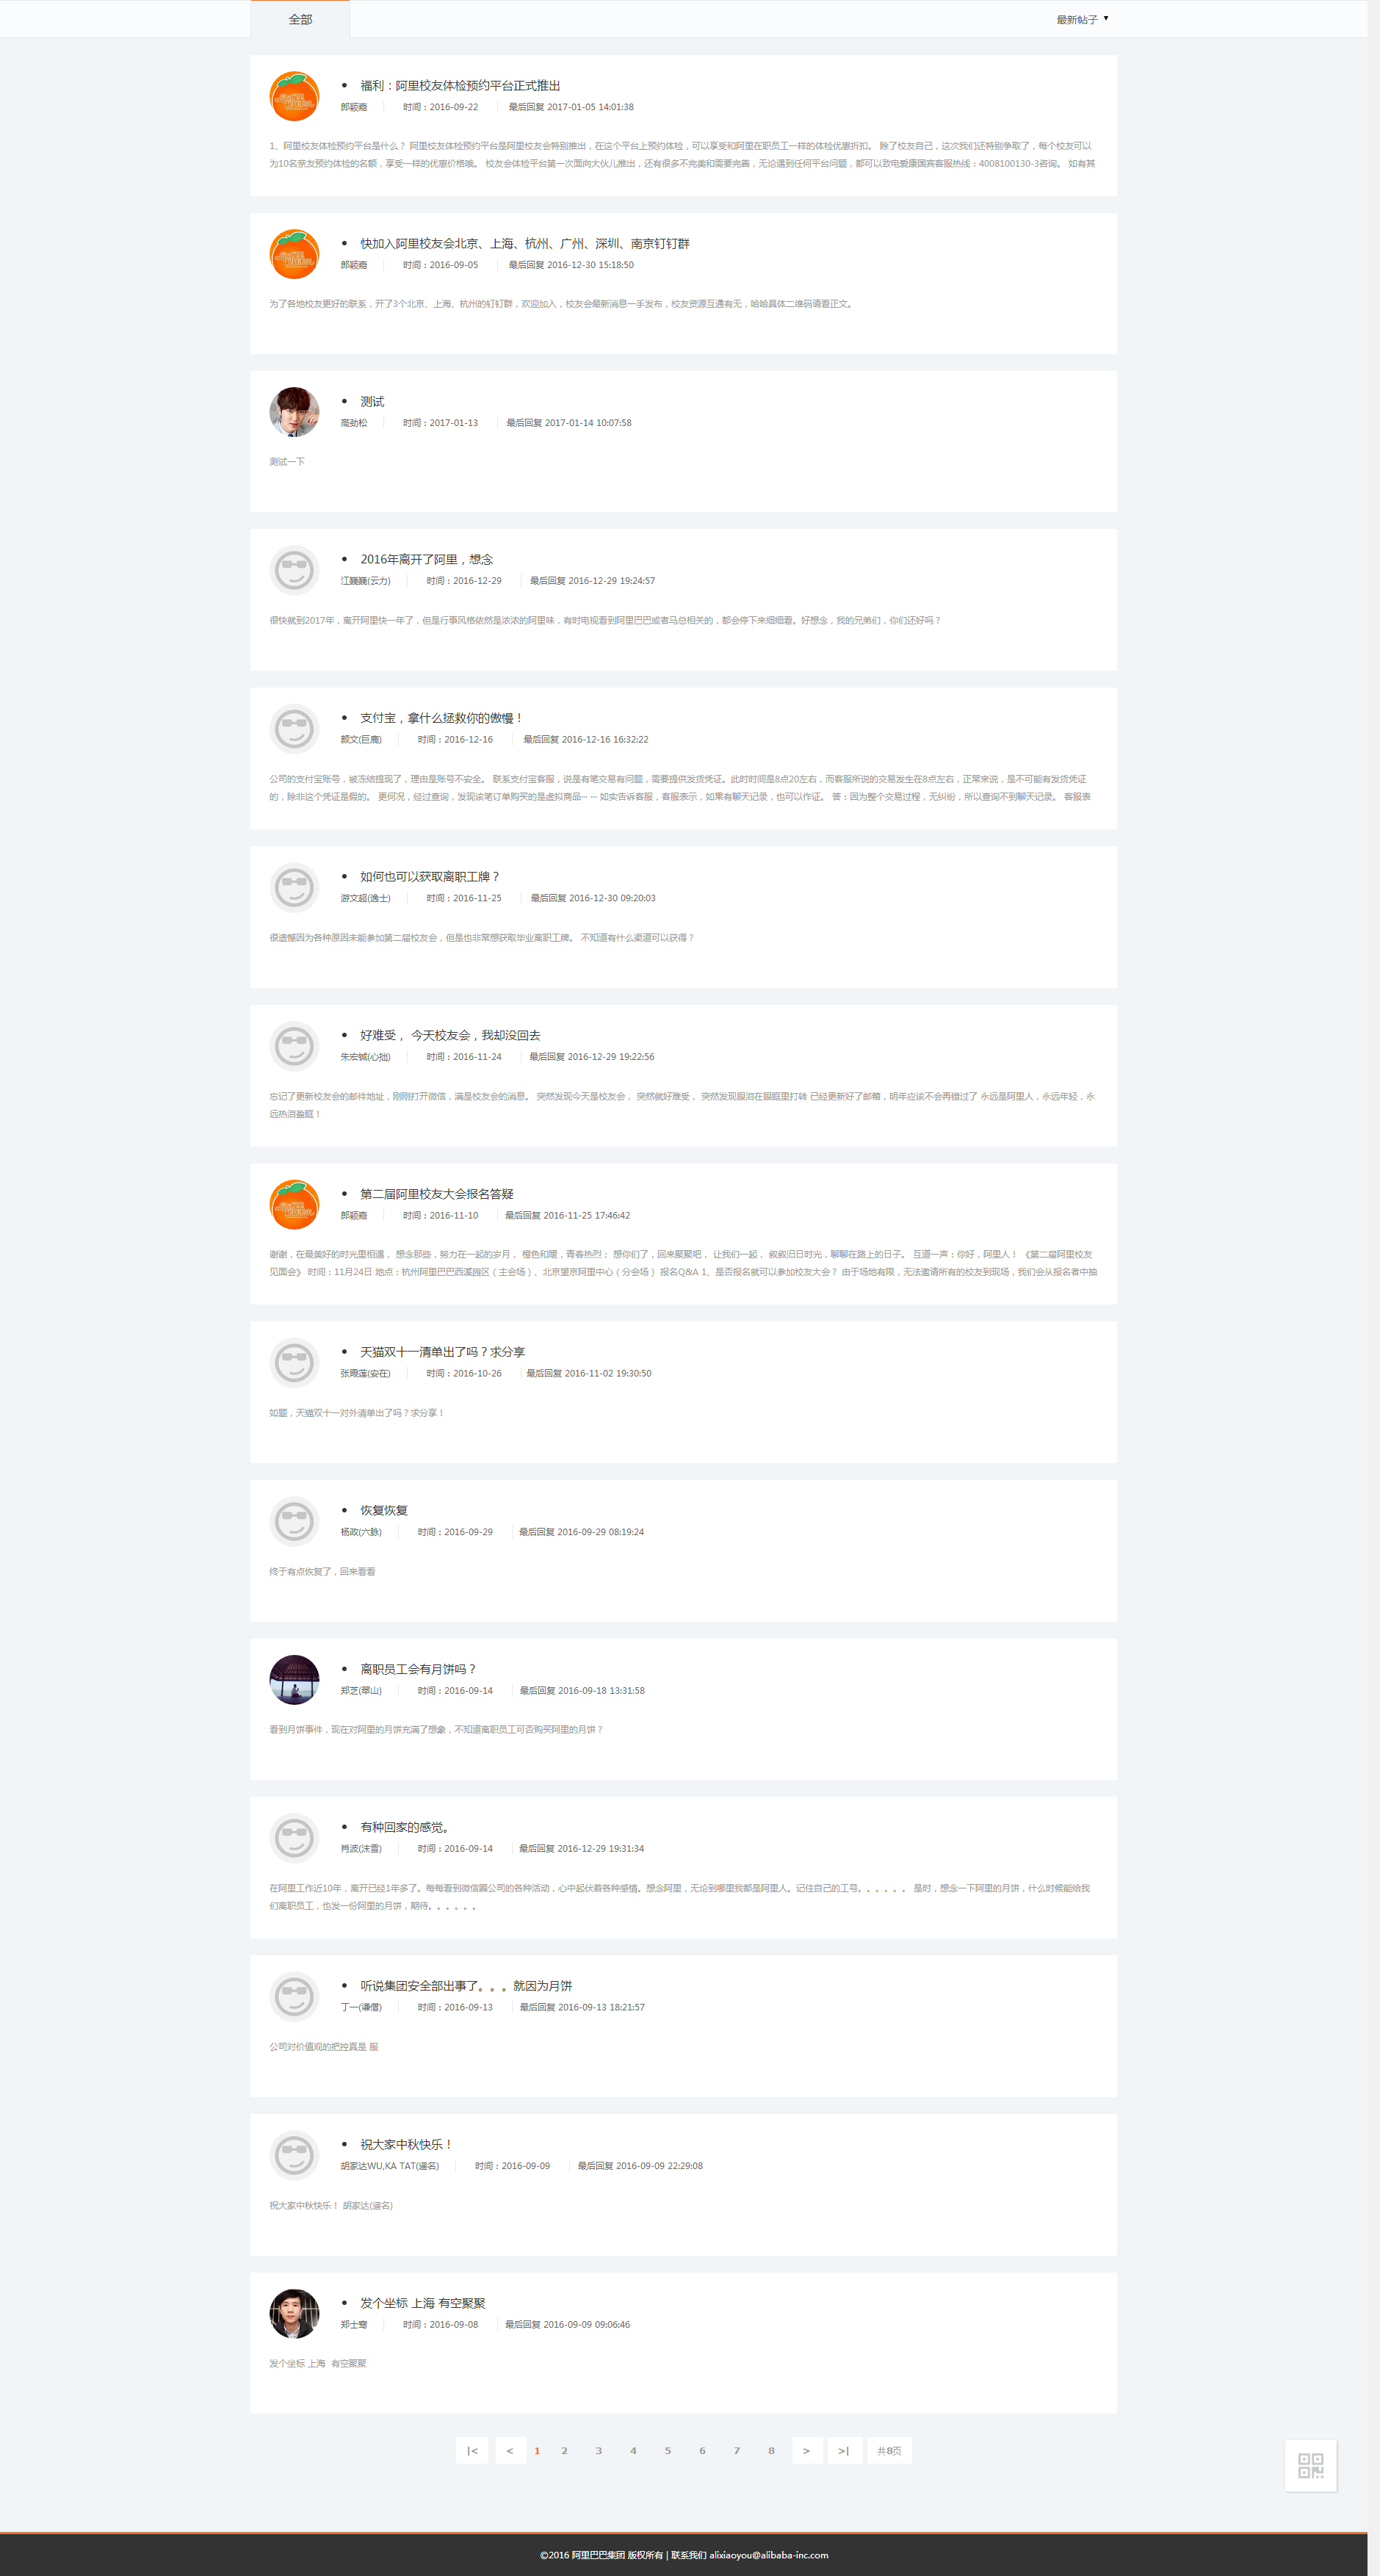 全部
最新帖子 ▼
• 福利：阿里校友体检预约平台正式推出
郎颖嘉 时间：2016-09-22 最后回复 2017-01-05 14:01:38
1、阿里校友体检预约平台是什么？ 阿里校友体检预约平台是阿里校友会特别推出，在这个平台上预约体检，可以享受和阿里在职员工一样的体检优惠折扣。 除了校友自己，这次我们还特别争取了，每个校友可以
为10名亲友预约体检的名额，享受一样的优惠价格呦。 校友会体检平台第一次面向大伙儿推出，还有很多不完美和需要完善，无论遇到任何平台问题，都可以致电爱康国宾客服热线：4008100130-3咨询。 如有其
• 快加入阿里校友会北京、上海、杭州、广州、深圳、南京钉钉群
郎颖嘉 时间：2016-09-05 最后回复 2016-12-30 15:18:50
为了各地校友更好的联系，开了3个北京、上海、杭州的钉钉群，欢迎加入，校友会最新消息一手发布，校友资源互通有无，哈哈具体二维码请看正文。
• 测试
高劲松 时间：2017-01-13 最后回复 2017-01-14 10:07:58
测试一下
• 2016年离开了阿里，想念
江巍巍(云力) 时间：2016-12-29 最后回复 2016-12-29 19:24:57
很快就到2017年，离开阿里快一年了，但是行事风格依然是浓浓的阿里味，有时电视看到阿里巴巴或者马总相关的，都会停下来细细看。好想念，我的兄弟们，你们还好吗？
• 支付宝，拿什么拯救你的傲慢！
颜文(巨鹿) 时间：2016-12-16 最后回复 2016-12-16 16:32:22
公司的支付宝账号，被冻结提现了，理由是账号不安全。 联系支付宝客服，说是有笔交易有问题，需要提供发货凭证。此时时间是8点20左右，而客服所说的交易发生在8点左右，正常来说，是不可能有发货凭证
的，除非这个凭证是假的。 更何况，经过查询，发现该笔订单购买的是虚拟商品... ... 如实告诉客服，客服表示，如果有聊天记录，也可以作证。 答：因为整个交易过程，无纠纷，所以查询不到聊天记录。 客服表
• 如何也可以获取离职工牌？
游文超(逸士) 时间：2016-11-25 最后回复 2016-12-30 09:20:03
很遗憾因为各种原因未能参加第二届校友会，但是也非常想获取毕业离职工牌。 不知道有什么渠道可以获得？
• 好难受， 今天校友会，我却没回去
朱宏铖(心拙) 时间：2016-11-24 最后回复 2016-12-29 19:22:56
忘记了更新校友会的邮件地址，刚刚打开微信，满是校友会的消息。 突然发现今天是校友会， 突然就好难受， 突然发现眼泪在眼眶里打转 已经更新好了邮箱，明年应该不会再错过了 永远是阿里人，永远年轻，永
远热泪盈眶！
• 第二届阿里校友大会报名答疑
郎颖嘉 时间：2016-11-10 最后回复 2016-11-25 17:46:42
谢谢，在最美好的时光里相遇， 想念那些，努力在一起的岁月， 橙色和暖，青春热烈； 想你们了，回来聚聚吧， 让我们一起， 叙叙旧日时光，聊聊在路上的日子。 互道一声：你好，阿里人！ 《第二届阿里校友
见面会》 时间：11月24日 地点：杭州阿里巴巴西溪园区（主会场）、北京望京阿里中心（分会场） 报名Q&A 1、是否报名就可以参加校友大会？ 由于场地有限，无法邀请所有的校友到现场，我们会从报名者中抽
• 天猫双十一清单出了吗？求分享
张霞莲(安在) 时间：2016-10-26 最后回复 2016-11-02 19:30:50
如题，天猫双十一对外清单出了吗？求分享！
• 恢复恢复
杨政(六脉) 时间：2016-09-29 最后回复 2016-09-29 08:19:24
终于有点恢复了，回来看看
• 离职员工会有月饼吗？
郑芝(翠山) 时间：2016-09-14 最后回复 2016-09-18 13:31:58
看到月饼事件，现在对阿里的月饼充满了想象，不知道离职员工可否购买阿里的月饼？
• 有种回家的感觉。
肖波(沫雪) 时间：2016-09-14 最后回复 2016-12-29 19:31:34
在阿里工作近10年，离开已经1年多了。每每看到微信圈公司的各种活动，心中起伏着各种感情。想念阿里，无论到哪里我都是阿里人。记住自己的工号。。。。。。 是时，想念一下阿里的月饼，什么时候能给我
们离职员工，也发一份阿里的月饼，期待。。。。。。
• 听说集团安全部出事了。。。就因为月饼
丁一(谦僧) 时间：2016-09-13 最后回复 2016-09-13 18:21:57
公司对价值观的把控真是 服
• 祝大家中秋快乐！
胡家达WU,KA TAT(遥名) 时间：2016-09-09 最后回复 2016-09-09 22:29:08
祝大家中秋快乐！ 胡家达(遥名)
• 发个坐标 上海 有空聚聚
郑士骞 时间：2016-09-08 最后回复 2016-09-09 09:06:46
发个坐标 上海 有空聚聚
|< < 1 2 3 4 5 6 7 8 > >| 共8页
©2016 阿里巴巴集团 版权所有 | 联系我们 alixiaoyou@alibaba-inc.com